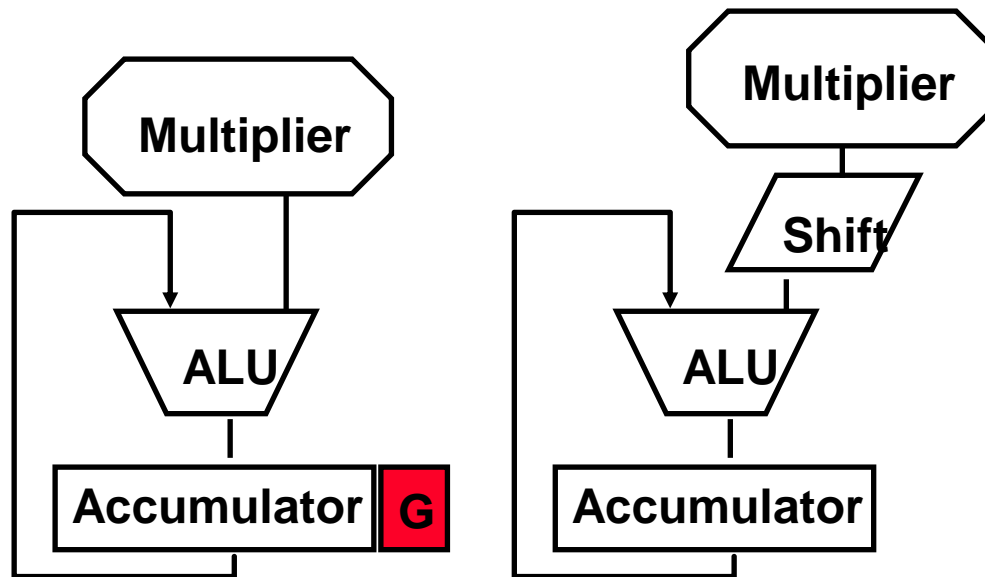 Multiplier
ALU
Accumulator
G
Multiplier
Shift
ALU
Accumulator